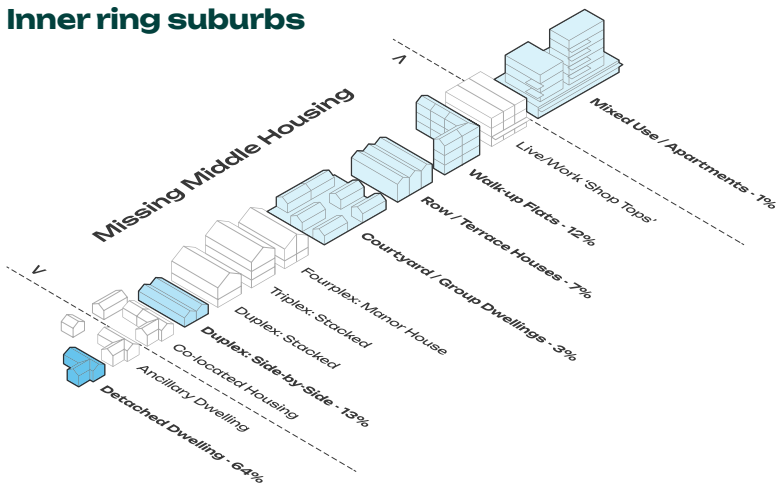 Inner ring suburbs
Missing Middle Housing
Mixed Use / Apartments - 1%
Live/Work 'Shop Tops'
Walk-up Flats - 12%
Row / Terrace Houses - 7%
Courtyard / Group Dwellings - 3%
Fourplex: Manor House
Triplex: Stacked
Duplex: Stacked
Duplex: Side-by-Side - 13%
Co-located Housing
Ancillary Dwelling
Detached Dwelling - 64%